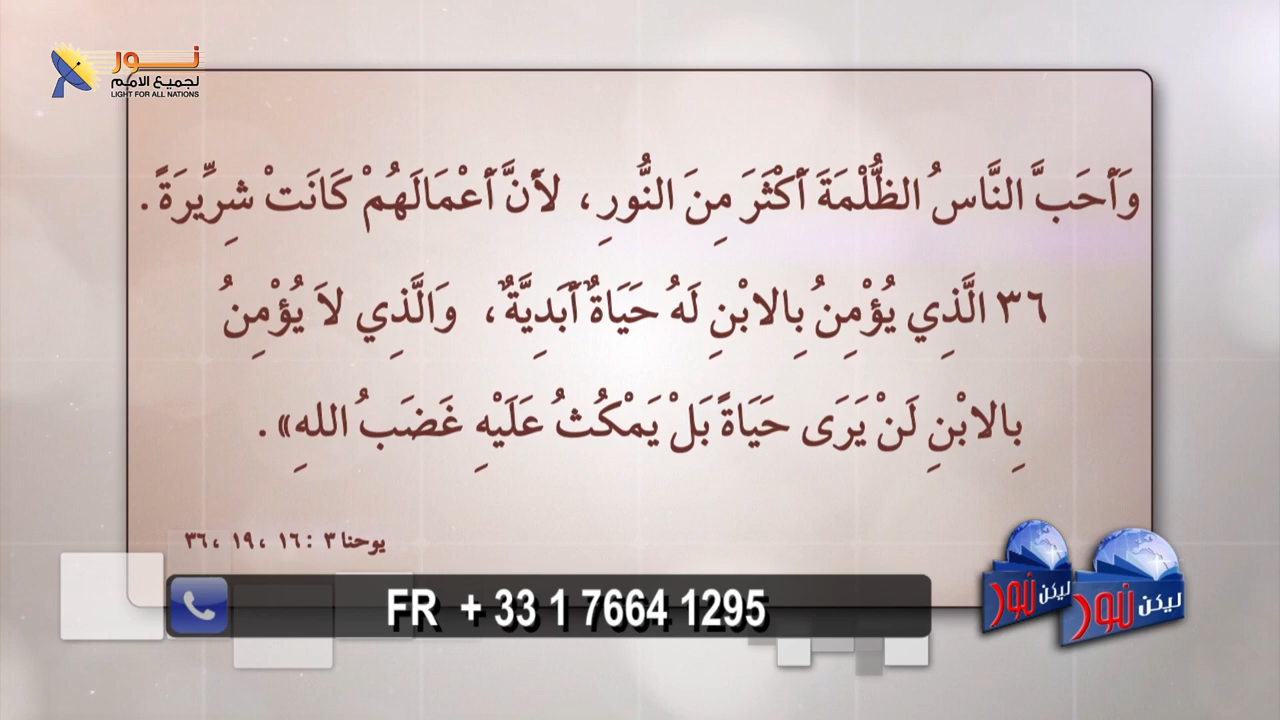 نور
لجميع الامم
LIGHT FOR ALL NATIONS
وَأَحَبَّ النَّاسُ الظُّلْمَةَ أَكْثَرَ مِنَ النُّورِ، لأَنَّ أَعْمَالَهُمْ كَانَتْ شِرِّيرَةً.
٣٦ الَّذِي يُؤْمِنُ بِالابْنِ لَهُ حَيَاةٌ أَبَدِيَّةٌ، وَالَّذِي لاَ يُؤْمِنُ
بِالابْنِ لَنْ يَرَى حَيَاةً بَلْ يَمْكُثُ عَلَيْهِ غَضَبُ اللهِ».
يوحنا ٣ : ١٦ ، ١٩ ، ٣٦
FR + 33 1 7664 1295
ليكن نور
ليكن نور